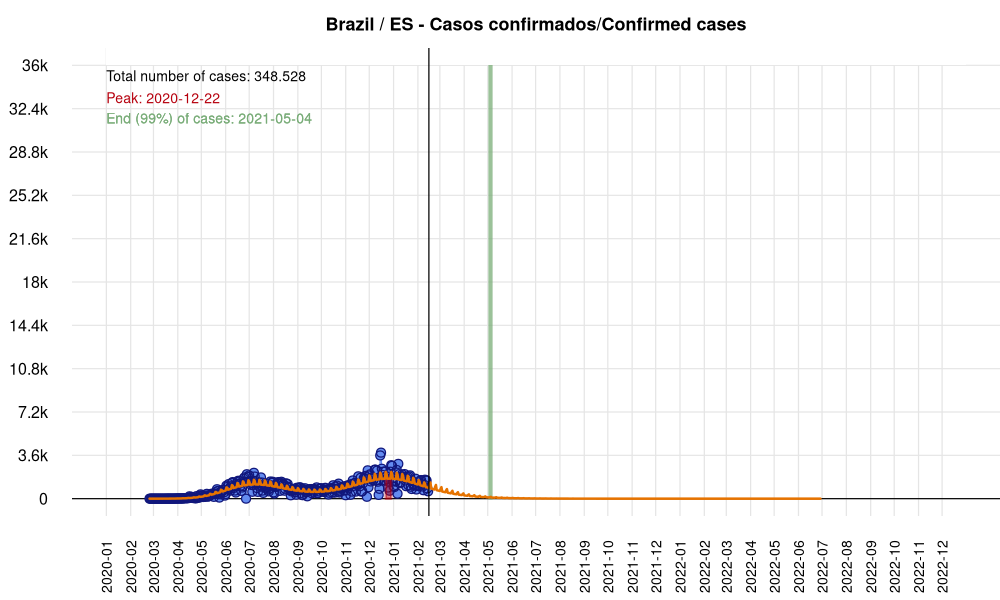 Brazil / ES - Casos confirmados/Confirmed cases
36k
32.4k
28.8k
25.2k
21.6k
18k
14.4k
10.8k
7.2k
3.6k
0
Total number of cases: 348.528
Peak: 2020-12-22
End (99%) of cases: 2021-05-04
2020-01
2020-02
2020-03
2020-04
2020-05
2020-06
2020-07
2020-08
2020-09
2020-10
2020-11
2020-12
2021-01
2021-02
2021-03
2021-04
2021-05
2021-06
2021-07
2021-08
2021-09
2021-10
2021-11
2021-12
2022-01
2022-02
2022-03
2022-04
2022-05
2022-06
2022-07
2022-08
2022-09
2022-10
2022-11
2022-12